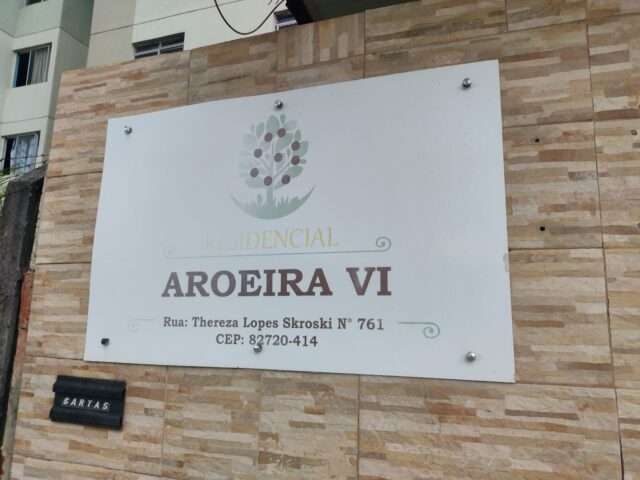 RESIDENCIAL
AROEIRA VI
Rua: Thereza Lopes Skroski N° 761
CEP: 82720-414
CARTAS